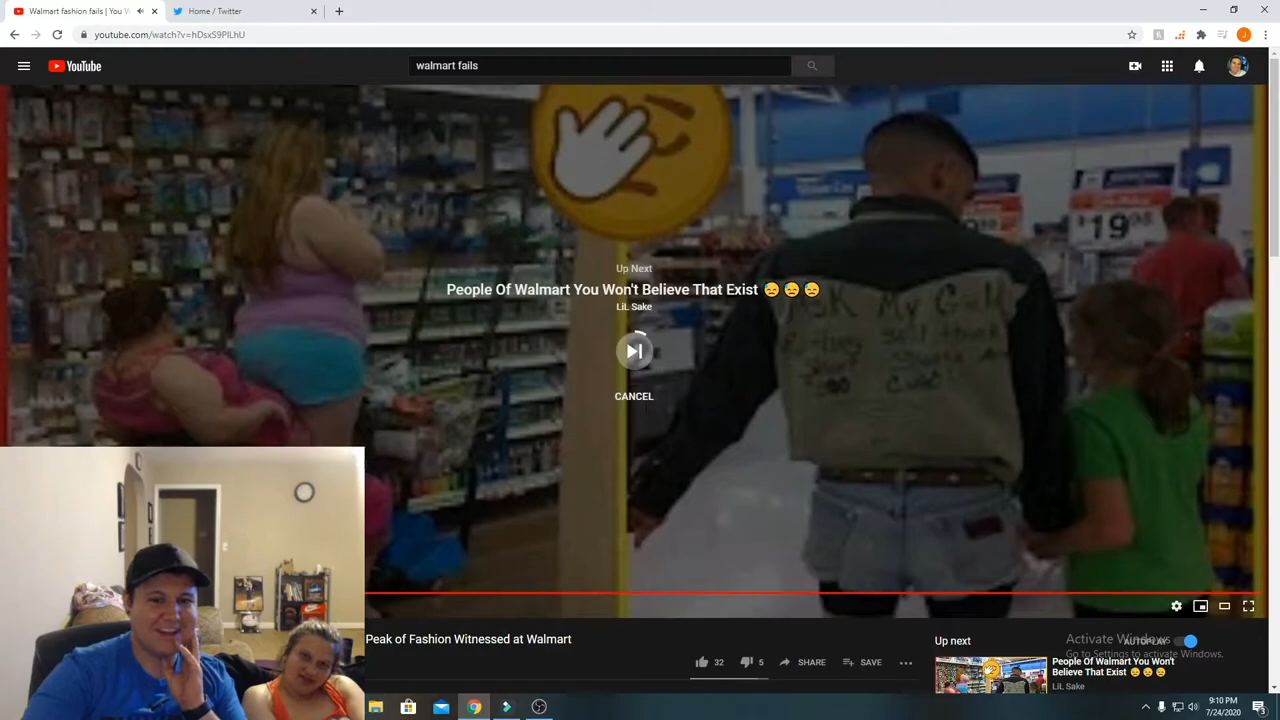 Walmart fashion fails | You W
Home / Twitter
youtube.com/watch?v=hDsxS9PILhU
YouTube
walmart fails
Up Next
People Of Walmart You Won't Believe That Exist 😓 😓 😓
LiL Sake
CANCEL
$19
Peak of Fashion Witnessed at Walmart
32
5
SHARE
SAVE
Up next
AUTOPLAY
Activate Windows
Go to Settings to activate Windows.
People Of Walmart You Won't
Believe That Exist 😓 😓 😓
LiL Sake
9:10 PM
7/24/2020
3